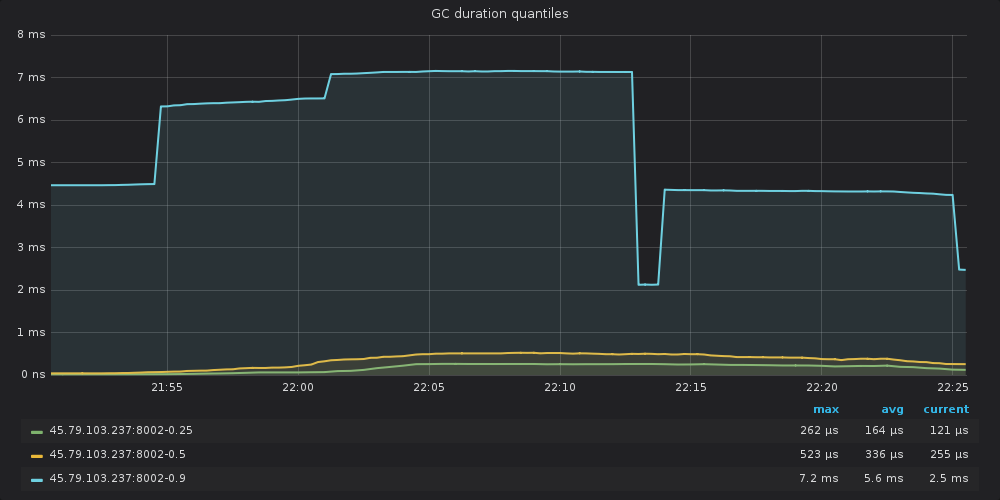 GC duration quantiles
8 ms
7 ms
6 ms
5 ms
4 ms
3 ms
2 ms
1 ms
0 ns
21:55 22:00 22:05 22:10 22:15 22:20 22:25
max avg current
45.79.103.237:8002-0.25 262 µs 164 µs 121 µs
45.79.103.237:8002-0.5 523 µs 336 µs 255 µs
45.79.103.237:8002-0.9 7.2 ms 5.6 ms 2.5 ms